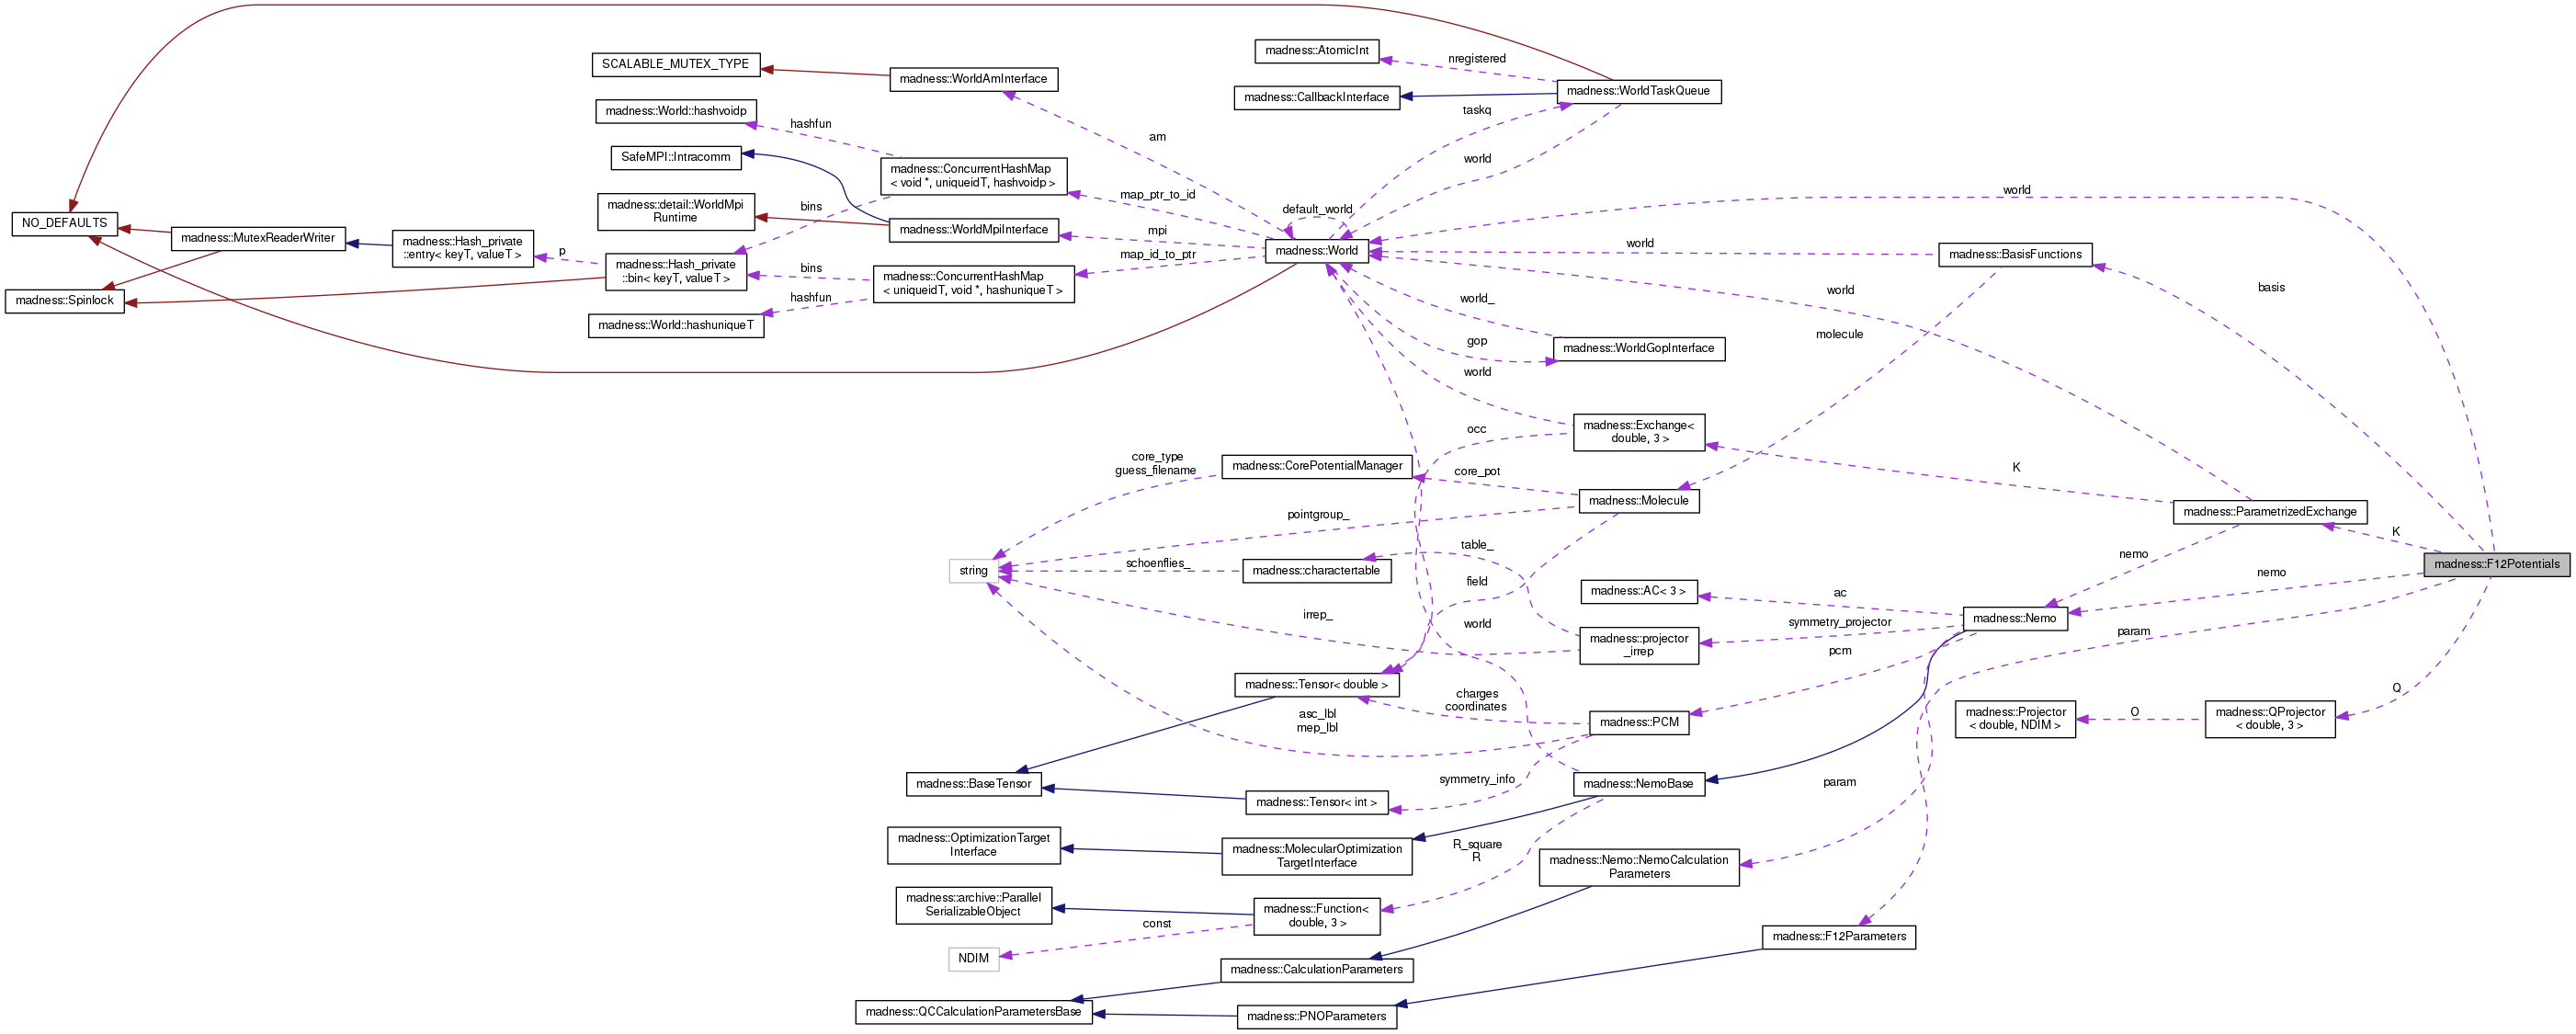 madness::AtomicInt
nregistered
SCALABLE_MUTEX_TYPE
madness::WorldAmInterface
madness::WorldTaskQueue
madness::CallbackInterface
madness::World::hashvoidp
hashfun
taskq
am
SafeMPI::Intracomm
madness::ConcurrentHashMap
< void *, uniqueidT, hashvoidp >
world
map_ptr_to_id
world
madness::detail::WorldMpi
Runtime
bins
default_world
NO_DEFAULTS
madness::MutexReaderWriter
madness::Hash_private
::entry< keyT, valueT >
p
madness::WorldMpiInterface
mpi
madness::World
world
madness::BasisFunctions
madness::Hash_private
::bin< keyT, valueT >
bins
madness::ConcurrentHashMap
< uniqueidT, void *, hashuniqueT >
map_id_to_ptr
madness::Spinlock
hashfun
world_
world
basis
madness::World::hashuniqueT
gop
madness::WorldGopInterface
molecule
world
occ
madness::Exchange<
double, 3 >
core_type
guess_filename
madness::CorePotentialManager
core_pot
K
madness::Molecule
pointgroup_
madness::ParametrizedExchange
K
table_
nemo
string
schoenflies_
madness::charactertable
madness::F12Potentials
nemo
field
madness::AC< 3 >
ac
irrep_
madness::Nemo
world
madness::projector
_irrep
symmetry_projector
param
pcm
madness::Tensor< double >
charges
coordinates
Q
asc_lbl
mep_lbl
madness::PCM
madness::Projector
< double, NDIM >
O
madness::QProjector
< double, 3 >
madness::BaseTensor
symmetry_info
madness::NemoBase
param
madness::Tensor< int >
madness::OptimizationTarget
Interface
madness::MolecularOptimization
TargetInterface
R_square
R
madness::Nemo::NemoCalculation
Parameters
madness::archive::Parallel
SerializableObject
madness::Function<
double, 3 >
const
NDIM
madness::F12Parameters
madness::CalculationParameters
madness::QCCalculationParametersBase
madness::PNOParameters